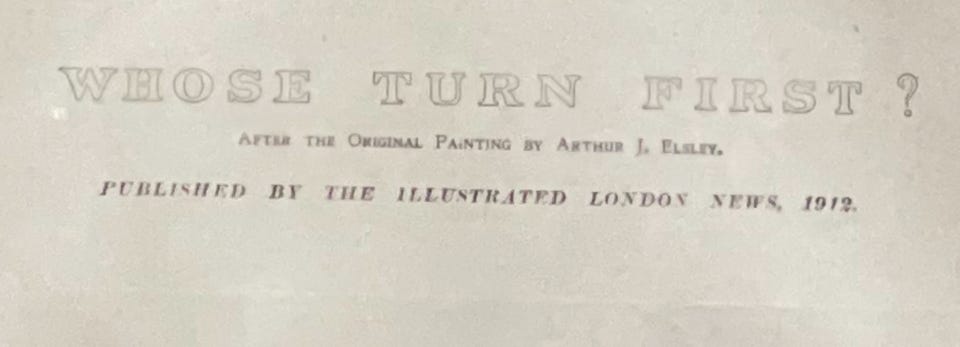 WHOSE TURN FIRST ?
AFTER THE ORIGINAL PAINTING BY ARTHUR J. ELSLEY.
PUBLISHED BY THE ILLUSTRATED LONDON NEWS, 1912.